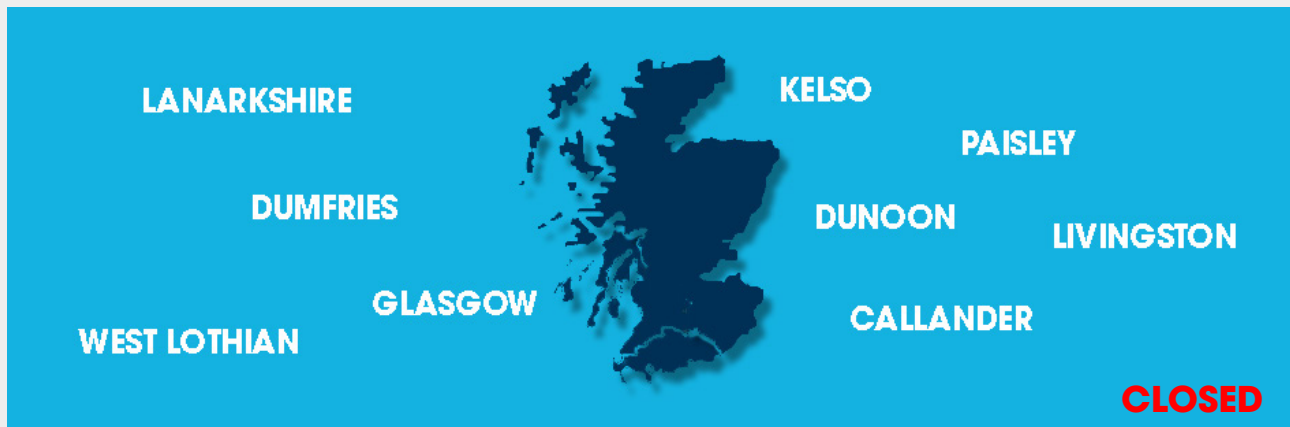 LANARKSHIRE
KELSO
PAISLEY
DUMFRIES
DUNOON
LIVINGSTON
GLASGOW
CALLANDER
WEST LOTHIAN
CLOSED